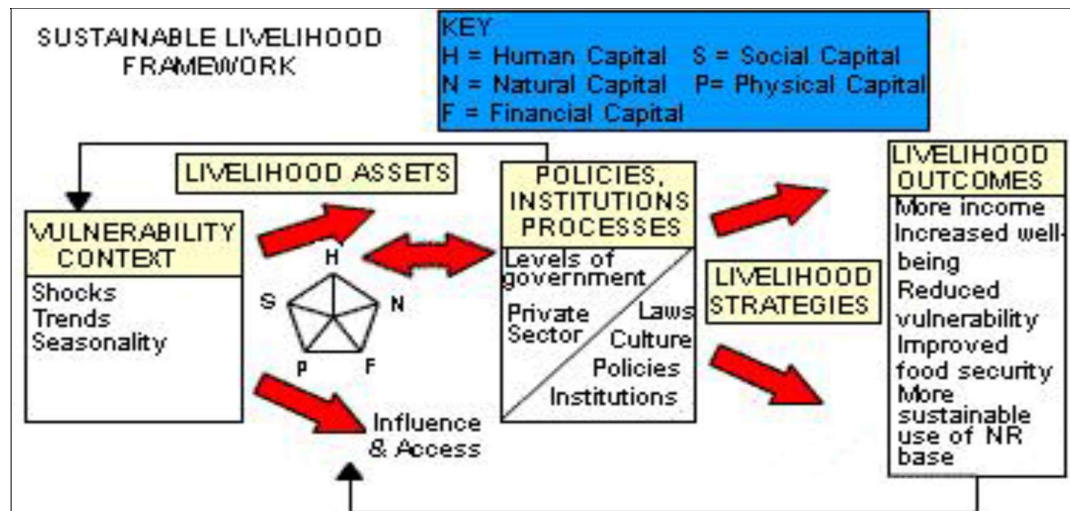 SUSTAINABLE LIVELIHOOD
FRAMEWORK
KEY
H = Human Capital S = Social Capital
N = Natural Capital P= Physical Capital
F = Financial Capital
LIVELIHOOD ASSETS
VULNERABILITY
CONTEXT
Shocks
Trends
Seasonality
H
S
N
P
F
Influence
& Access
POLICIES,
INSTITUTIONS
PROCESSES
Levels of
government
Private
Sector
Laws
Culture
Policies
Institutions
LIVELIHOOD
STRATEGIES
LIVELIHOOD
OUTCOMES
More income
Increased well-
being
Reduced
vulnerability
Improved
food security
More
sustainable
use of NR
base